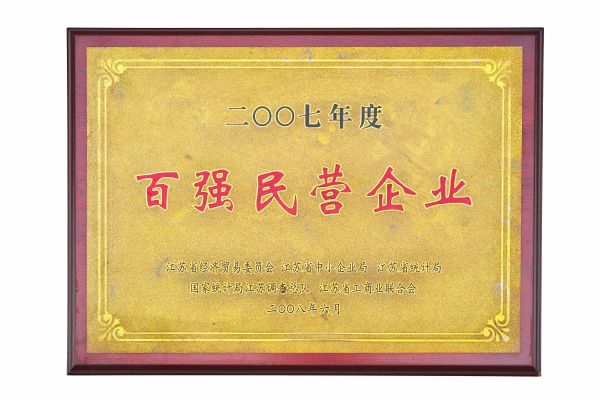 二〇〇七年度
百强民营企业
江苏省经济贸易委员会 江苏省中小企业局 江苏省统计局
国家统计局江苏调查总队 江苏省工商业联合会
二〇〇八年六月